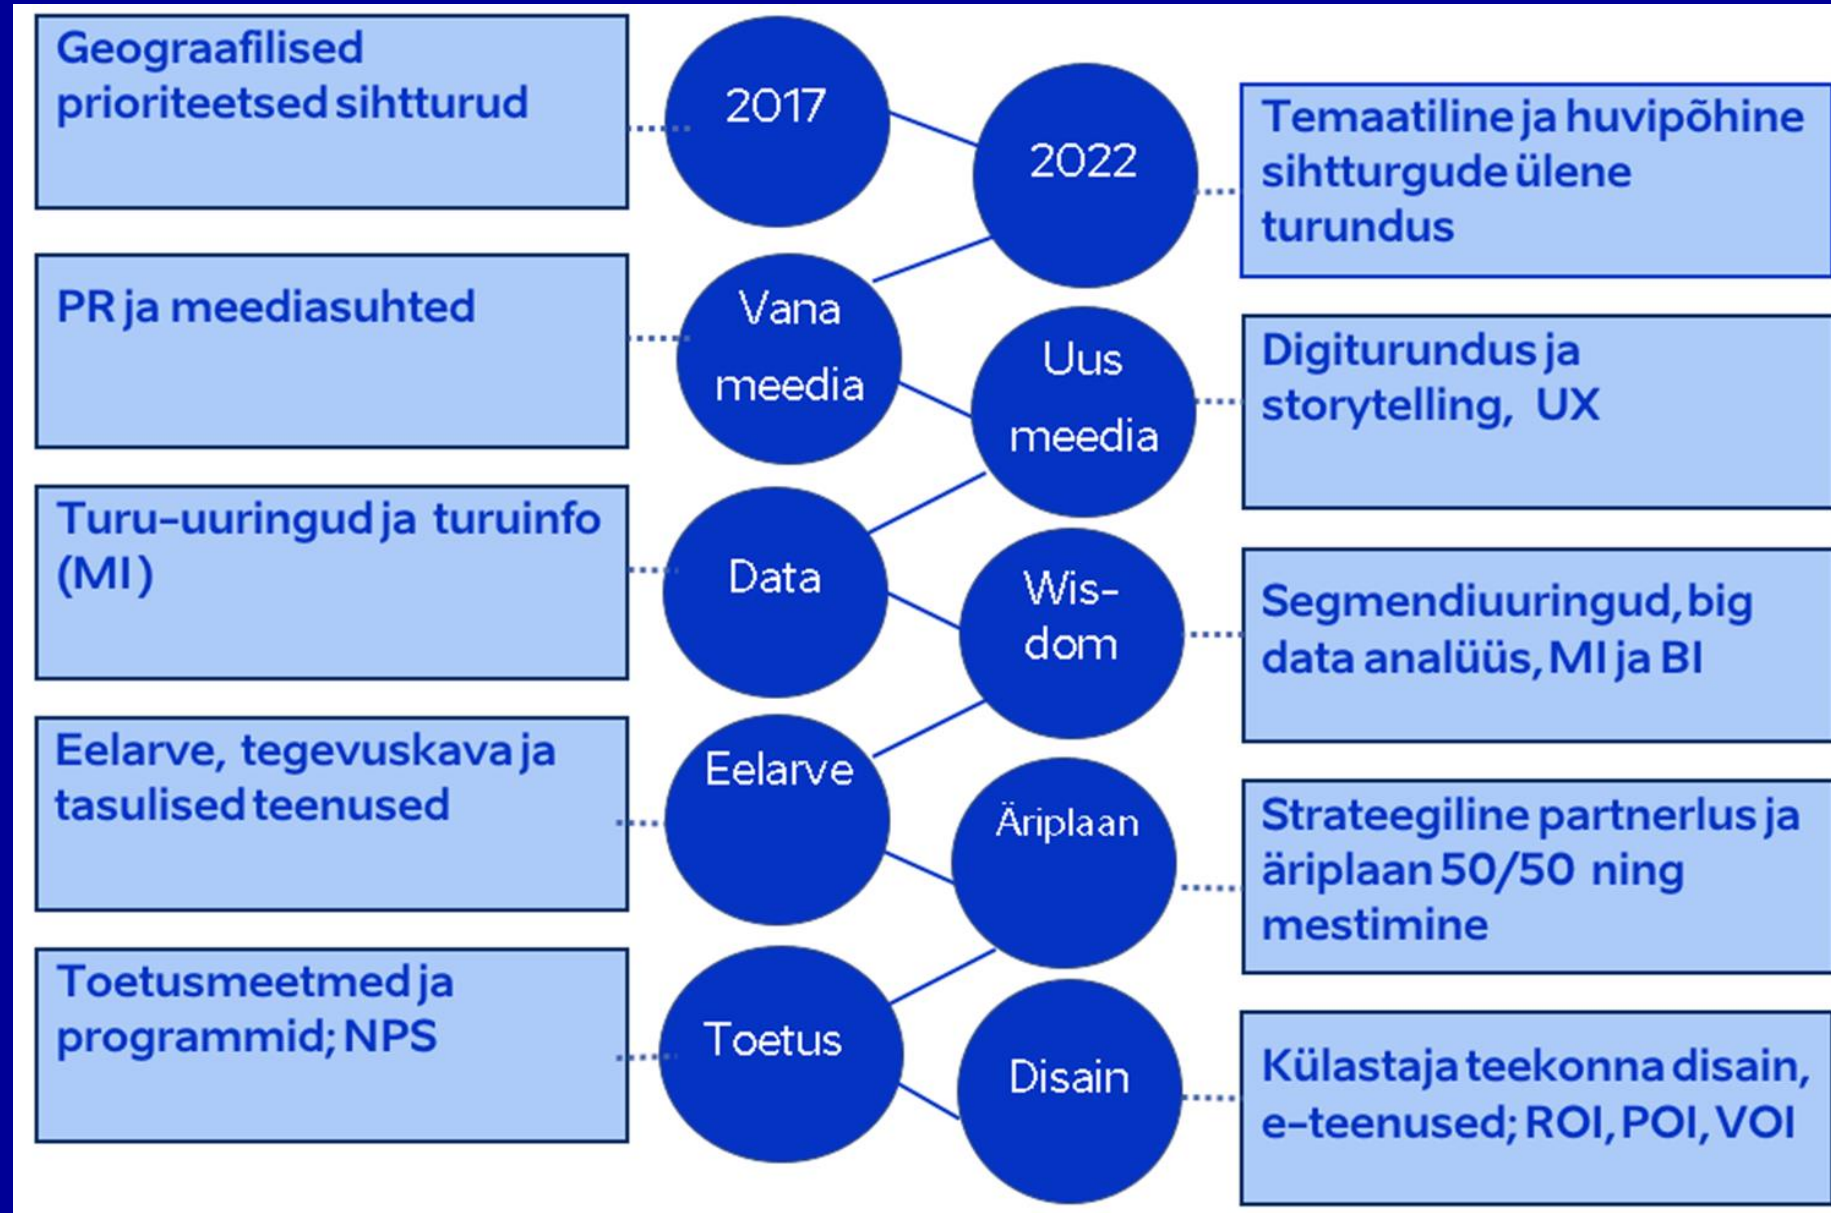 Geograafilised
prioriteetsed sihtturud
2017
2022
Temaatiline ja huvipõhine
sihtturgude ülene
turundus
PR ja meediasuhted
Vana
meedia
Uus
meedia
Digiturundus ja
storytelling, UX
Turu-uuringud ja turuinfo
(MI)
Data
Wis-
dom
Segmendiuuringud, big
data analüüs, MI ja BI
Eelarve, tegevuskava ja
tasulised teenused
Eelarve
Äriplaan
Strateegiline partnerlus ja
äriplaan 50/50 ning
mestimine
Toetusmeetmed ja
programmid; NPS
Toetus
Disain
Külastaja teekonna disain,
e-teenused; ROI, POI, VOI